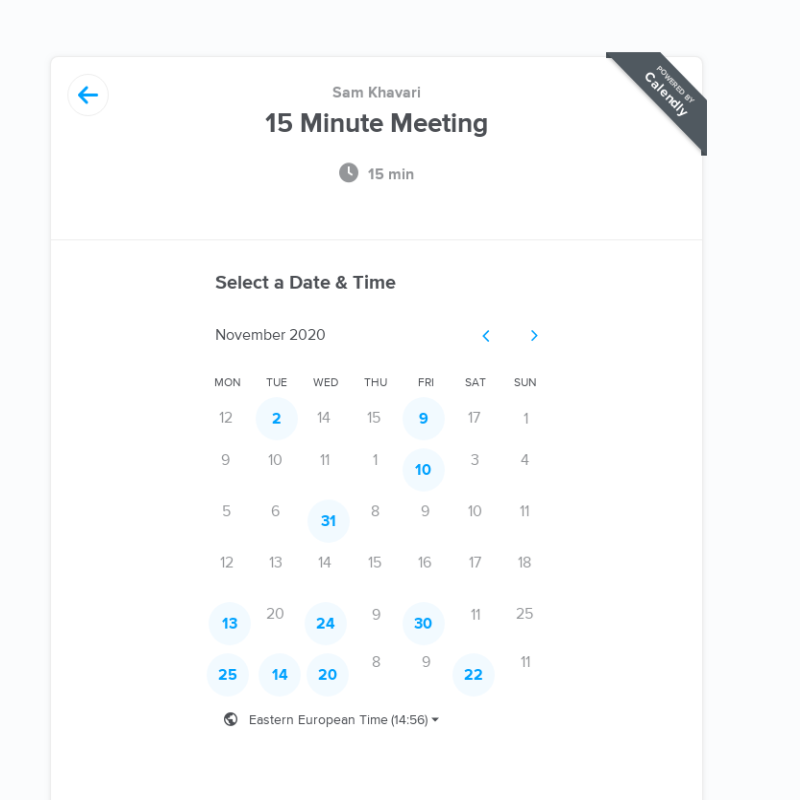 POWERED BY
Calendly
Sam Khavari
15 Minute Meeting
15 min
Select a Date & Time
November 2020
MON TUE WED THU FRI SAT SUN
12 2 14 15 9 17 1
9 10 11 1 10 3 4
5 6 31 8 9 10 11
12 13 14 15 16 17 18
13 20 24 9 30 11 25
25 14 20 8 9 22 11
Eastern European Time (14:56)